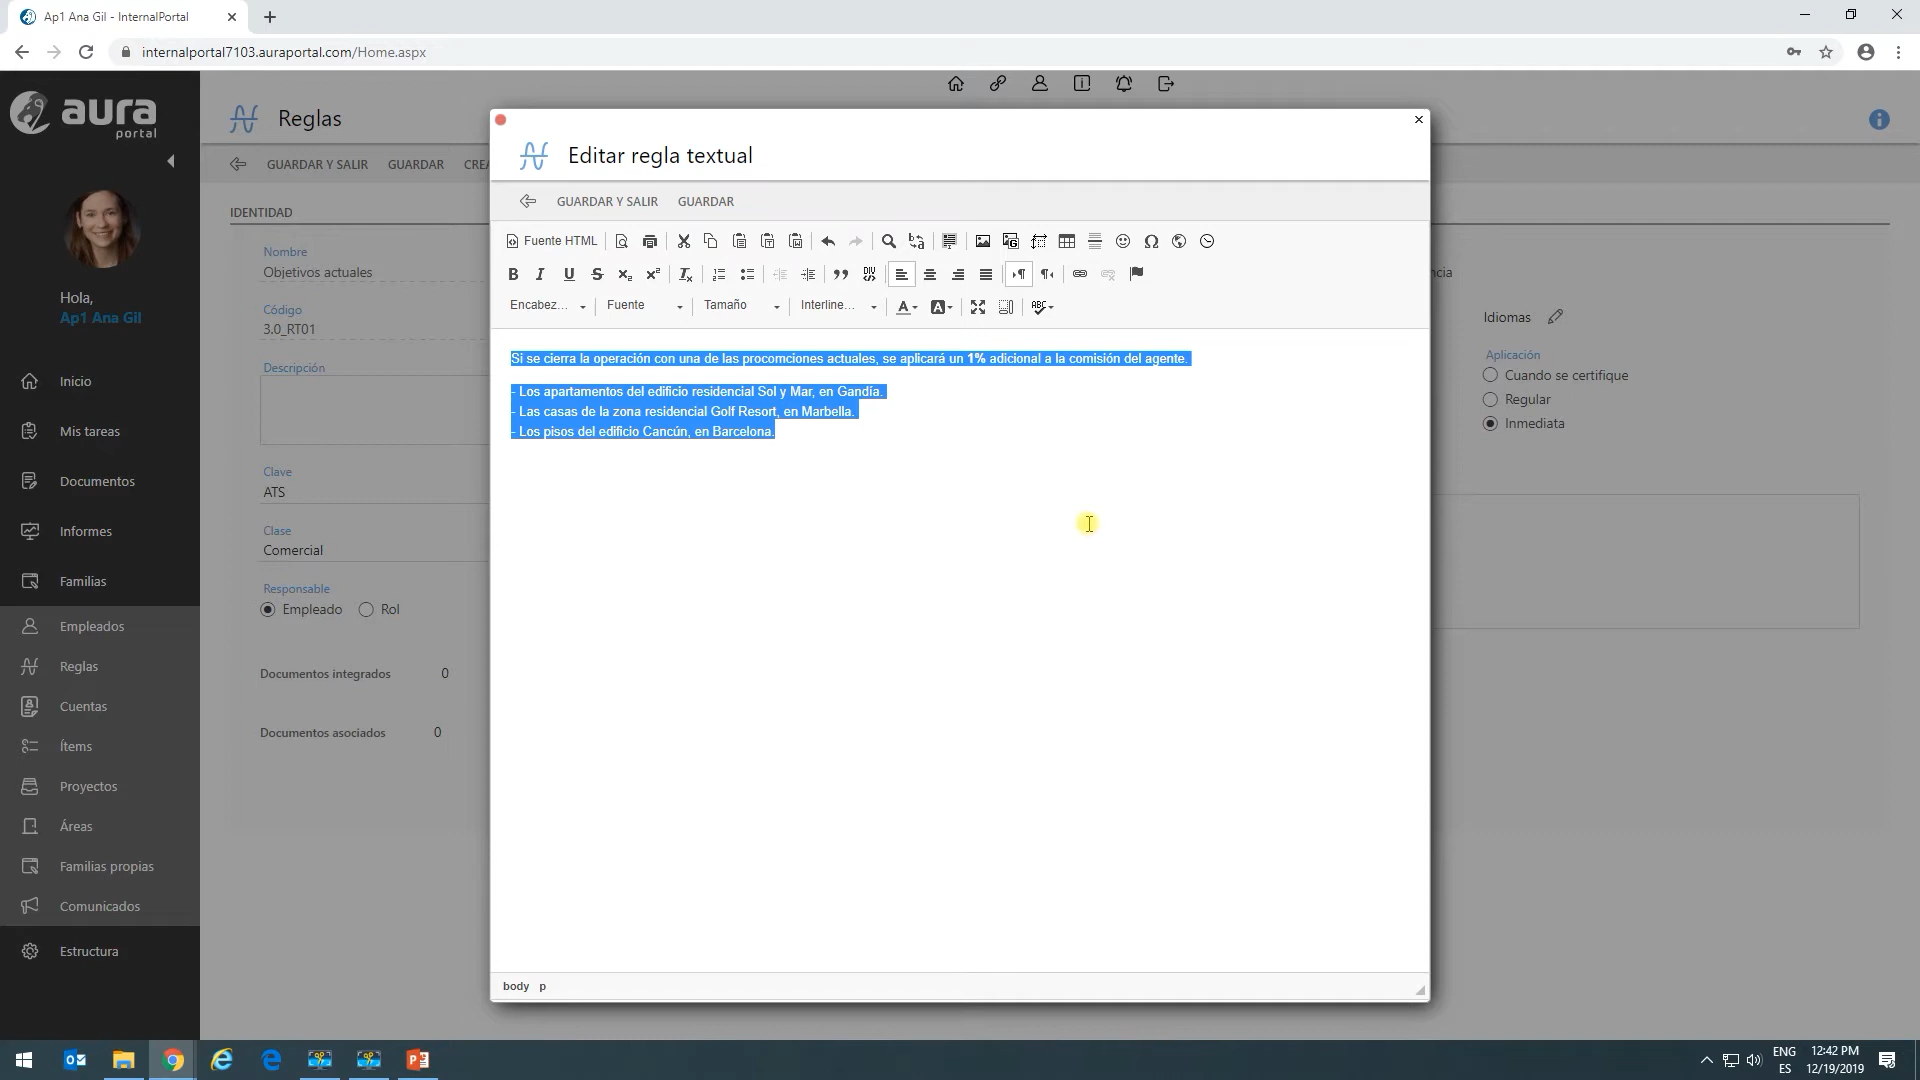 Ap1 Ana Gil - InternalPortal
internalportal7103.auraportal.com/Home.aspx
aura
portal
Reglas
GUARDAR Y SALIR GUARDAR CREA
IDENTIDAD
Nombre
Objetivos actuales
Código
3.0_RT01
Descripción
Clave
ATS
Clase
Comercial
Responsable
Empleado Rol
Documentos integrados 0
Documentos asociados 0
Hola,
Ap1 Ana Gil
Inicio
Mis tareas
Documentos
Informes
Familias
Empleados
Reglas
Cuentas
Ítems
Proyectos
Áreas
Familias propias
Comunicados
Estructura
Editar regla textual
GUARDAR Y SALIR GUARDAR
Fuente HTML
Encabez... Fuente Tamaño Interline...
Si se cierra la operación con una de las procomciones actuales, se aplicará un 1% adicional a la comisión del agente.
- Los apartamentos del edificio residencial Sol y Mar, en Gandía.
- Las casas de la zona residencial Golf Resort, en Marbella.
- Los pisos del edificio Cancún, en Barcelona.
body p
ncia
Idiomas
Aplicación
Cuando se certifique
Regular
Inmediata
ENG
ES
12:42 PM
12/19/2019